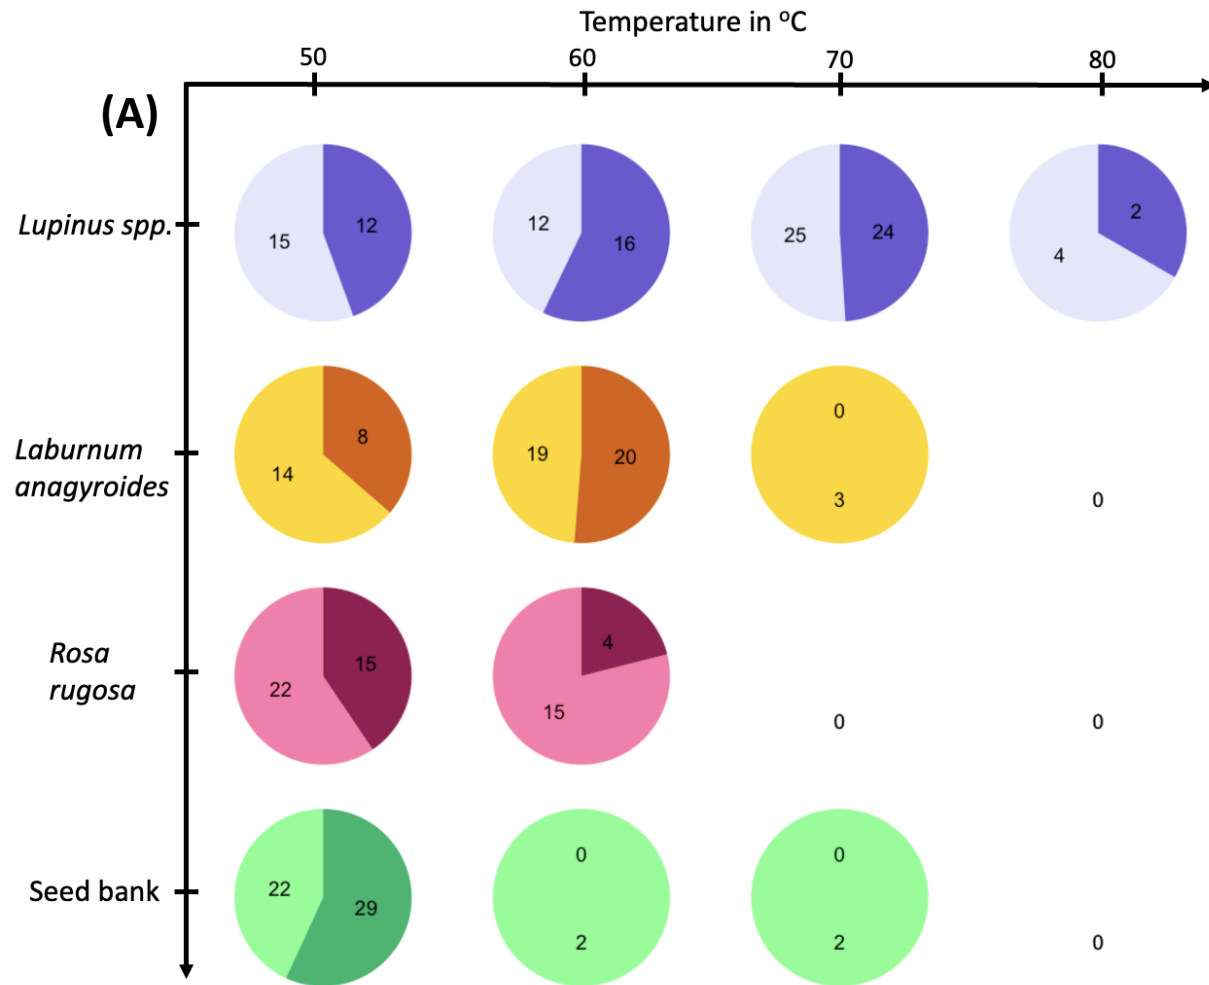 Temperature in ºC
50 60 70 80
(A)
Lupinus spp.
15 12 12 16 25 24 4 2
Laburnum
anagyroides
14 8 19 20 0 3 0
Rosa
rugosa
22 15 15 4 0 0
Seed bank
22 29 0 2 0 2 0